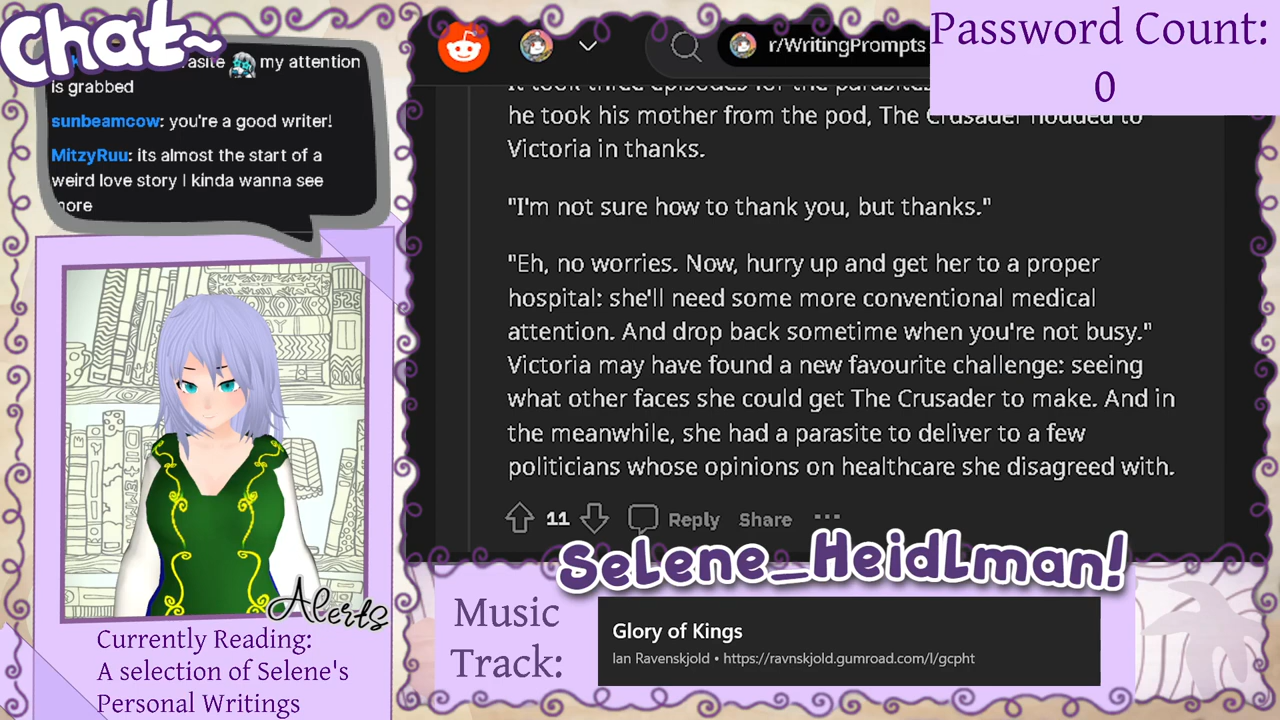 Chat~
my attention
is grabbed
sunbeamcow: you're a good writer!
MitzyRuu: its almost the start of a
weird love story I kinda wanna see
more
r/WritingPrompts
Password Count:
0
It took three episodes for the
he took his mother from the pod, The Crusader nodded to
Victoria in thanks.
"I'm not sure how to thank you, but thanks."
"Eh, no worries. Now, hurry up and get her to a proper
hospital: she'll need some more conventional medical
attention. And drop back sometime when you're not busy."
Victoria may have found a new favourite challenge: seeing
what other faces she could get The Crusader to make. And in
the meanwhile, she had a parasite to deliver to a few
politicians whose opinions on healthcare she disagreed with.
11
Reply
Share
Selene_Heidlman!
Alerts
Currently Reading:
A selection of Selene's
Personal Writings
Music
Track:
Glory of Kings
Ian Ravenskjold • https://ravnskjold.gumroad.com/l/gcpht